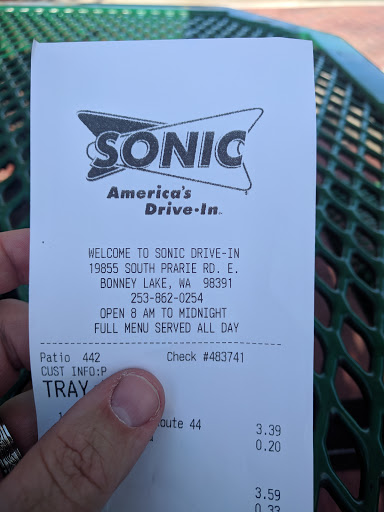 SONIC
America's
Drive-In
WELCOME TO SONIC DRIVE-IN
19855 SOUTH PRARIE RD. E.
BONNEY LAKE, WA 98391
253-862-0254
OPEN 8 AM TO MIDNIGHT
FULL MENU SERVED ALL DAY
Patio 442 Check #483741
CUST INFO:P
TRAY
44 3.39
0.20
3.59
0.33